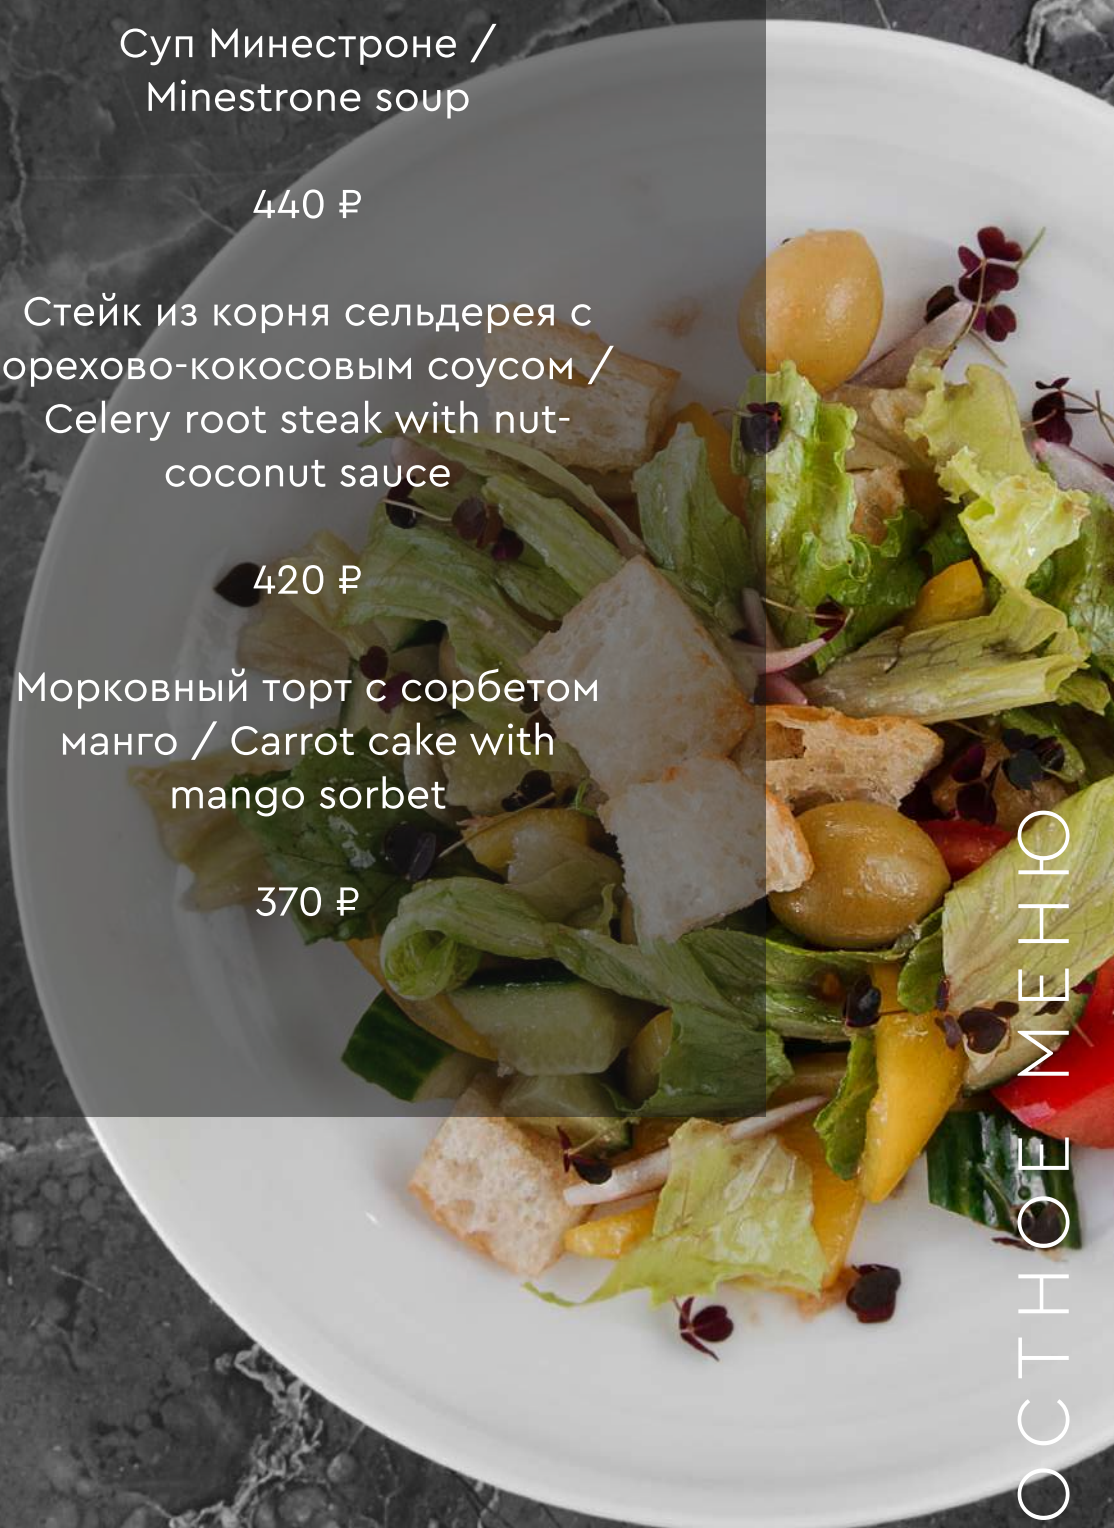 Суп Минестроне /
Minestrone soup
440 ₽
Стейк из корня сельдерея с
орехово-кокосовым соусом /
Celery root steak with nut-
coconut sauce
420 ₽
Морковный торт с сорбетом
манго / Carrot cake with
mango sorbet
370 ₽
ОСТНОЕ МЕНЮ